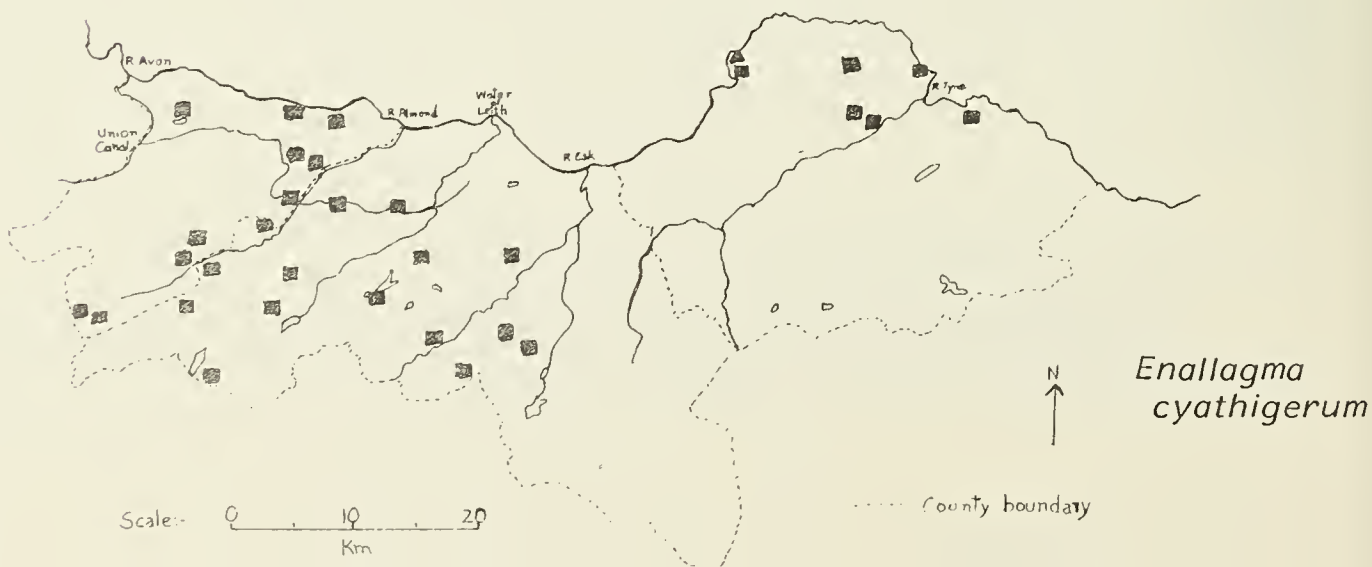 R Avon
Union
Canal
R Almond
Water
Leith
R Esk
R Tyne
N
Enallagma
cyathigerum
Scale:- 0 10 20
Km
County boundary